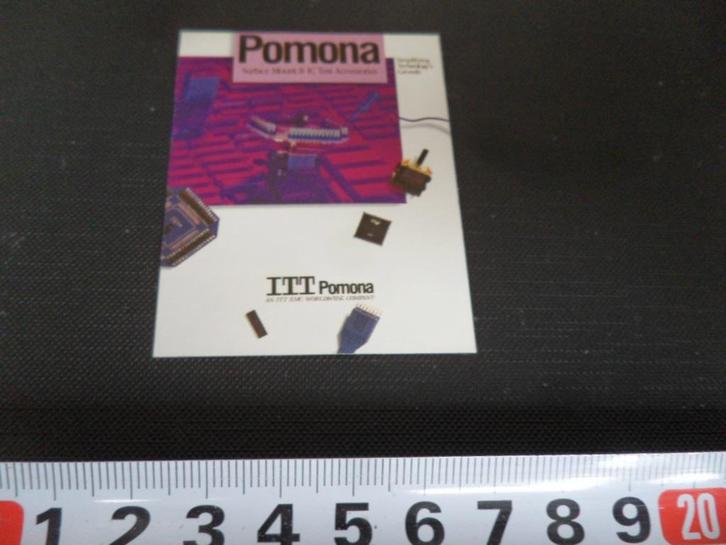 Pomona
Surface Mount & IC Test Accessories
Simplifying
Technology's
Growth
ITT Pomona
AN ITT EMC WORLDWIDE COMPANY
1 2 3 4 5 6 7 8 9 20